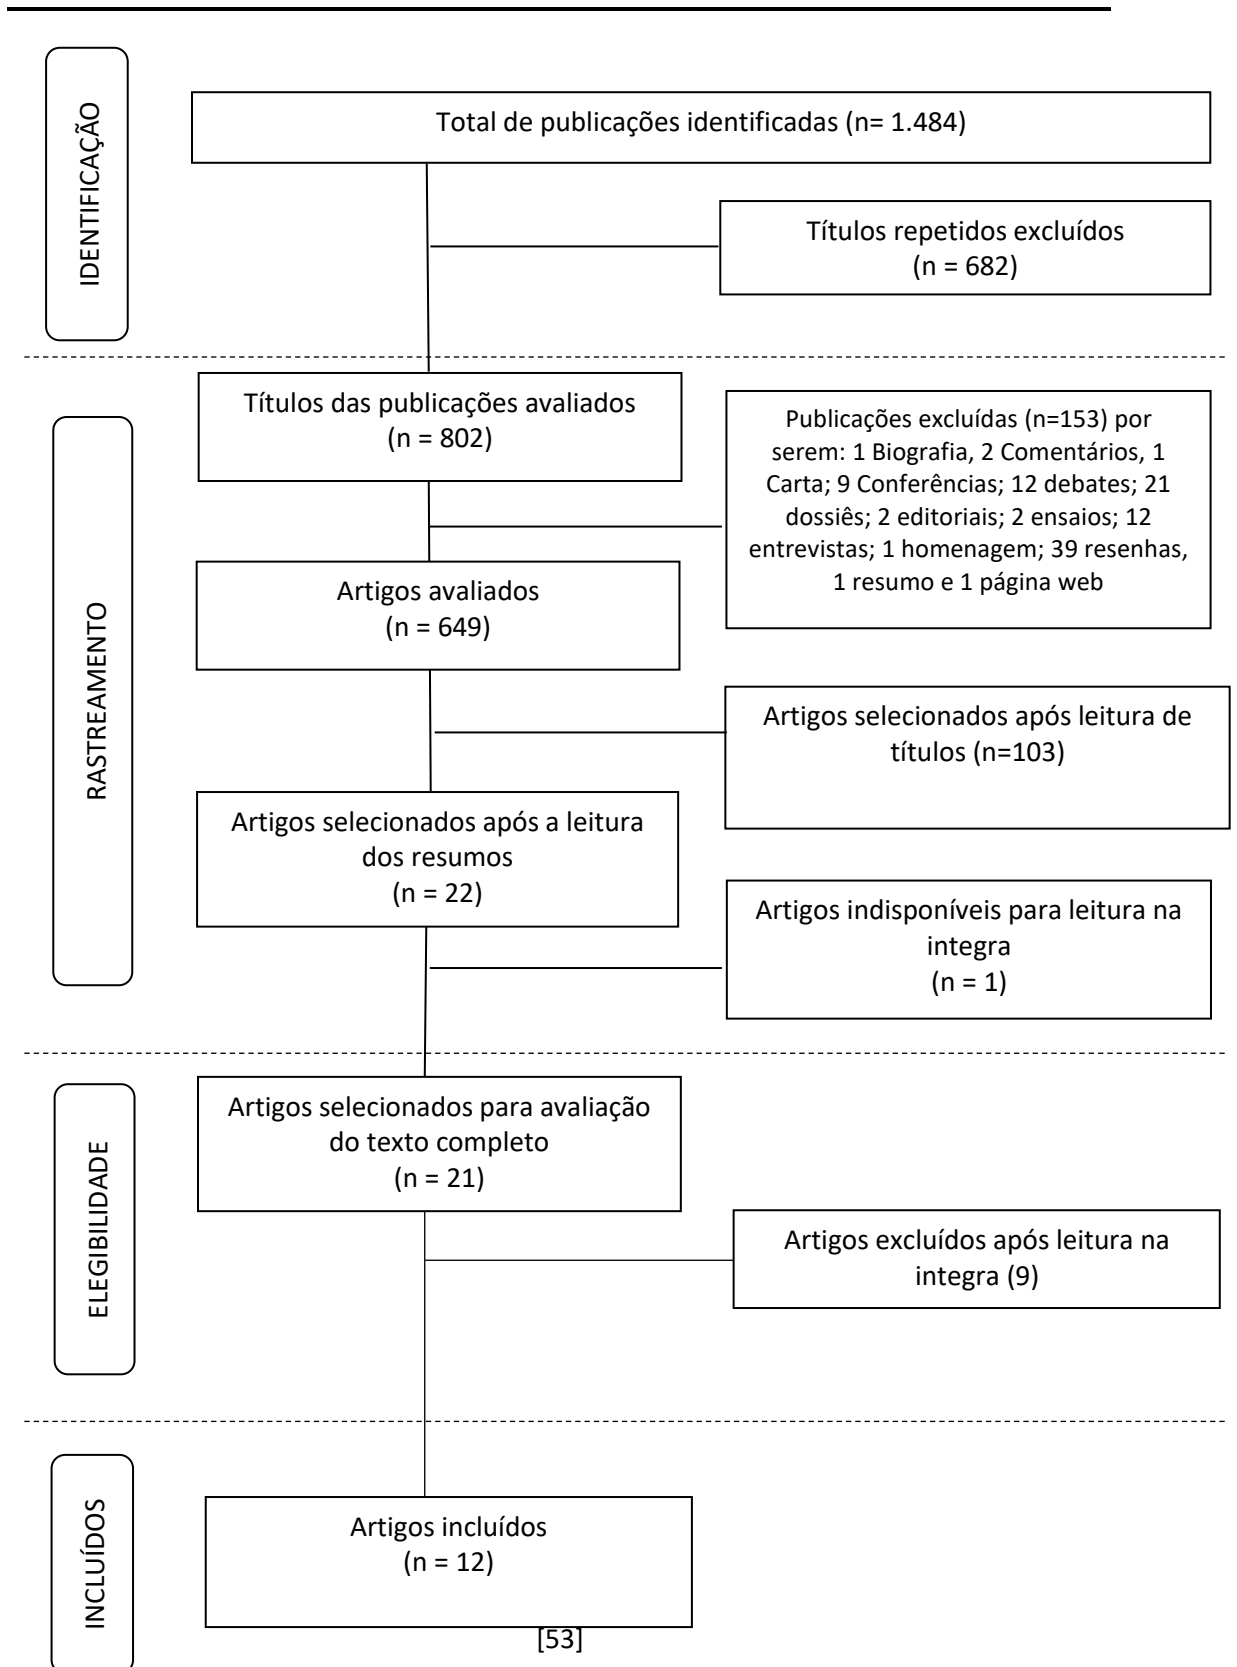 IDENTIFICAÇÃO
Total de publicações identificadas (n= 1.484)
Títulos repetidos excluídos
(n = 682)
RASTREAMENTO
Títulos das publicações avaliados
(n = 802)
Publicações excluídas (n=153) por
serem: 1 Biografia, 2 Comentários, 1
Carta; 9 Conferências; 12 debates; 21
dossiês; 2 editoriais; 2 ensaios; 12
entrevistas; 1 homenagem; 39 resenhas,
1 resumo e 1 página web
Artigos avaliados
(n = 649)
Artigos selecionados após leitura de
títulos (n=103)
Artigos selecionados após a leitura
dos resumos
(n = 22)
Artigos indisponíveis para leitura na
integra
(n = 1)
ELEGIBILIDADE
Artigos selecionados para avaliação
do texto completo
(n = 21)
Artigos excluídos após leitura na
integra (9)
INCLUÍDOS
Artigos incluídos
(n = 12)
[53]